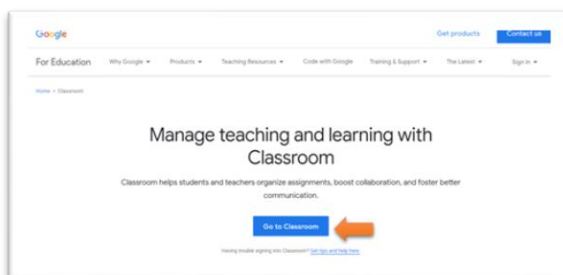 Google
Get products
Contact us
For Education
Why Google
Products
Teaching Resources
Code with Google
Training & Support
The Latest
Sign in
Home > Classroom
Manage teaching and learning with
Classroom
Classroom helps students and teachers organize assignments, boost collaboration, and foster better
communication.
Go to Classroom
Having trouble signing into Classroom? Get tips and help here.